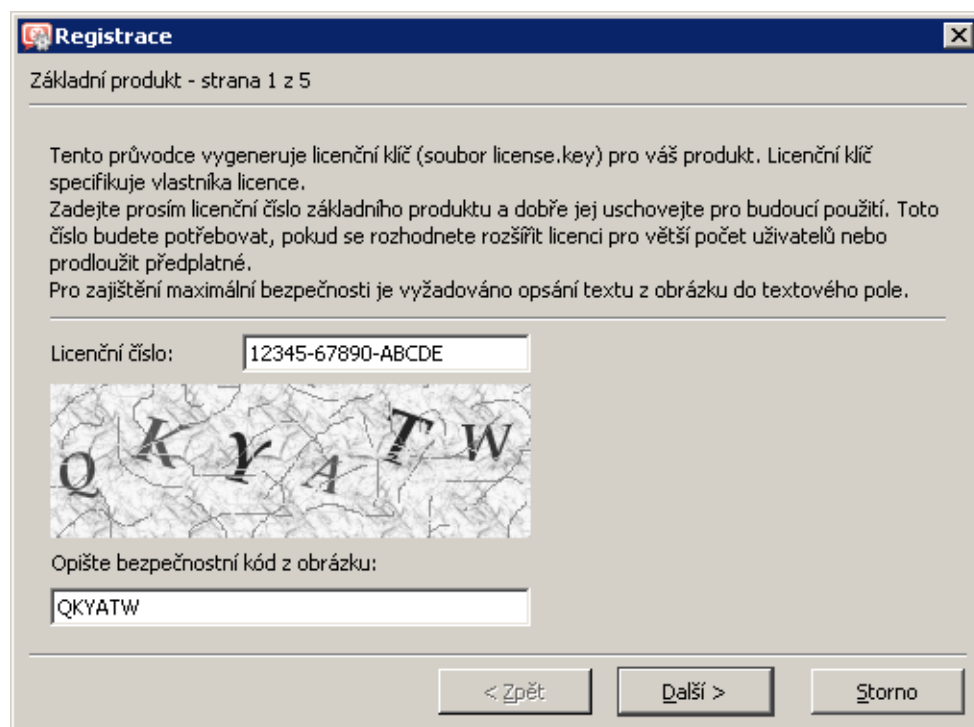 Registrace
Základní produkt - strana 1 z 5
Tento průvodce vygeneruje licenční klíč (soubor license.key) pro váš produkt. Licenční klíč
specifikuje vlastníka licence.
Zadejte prosím licenční číslo základního produktu a dobře jej uschovejte pro budoucí použití. Toto
číslo budete potřebovat, pokud se rozhodnete rozšířit licenci pro větší počet uživatelů nebo
prodloužit předplatné.
Pro zajištění maximální bezpečnosti je vyžadováno opsání textu z obrázku do textového pole.
Licenční číslo: 12345-67890-ABCDE
QKYATW
Opište bezpečnostní kód z obrázku:
QKYATW
< Zpět Další > Storno